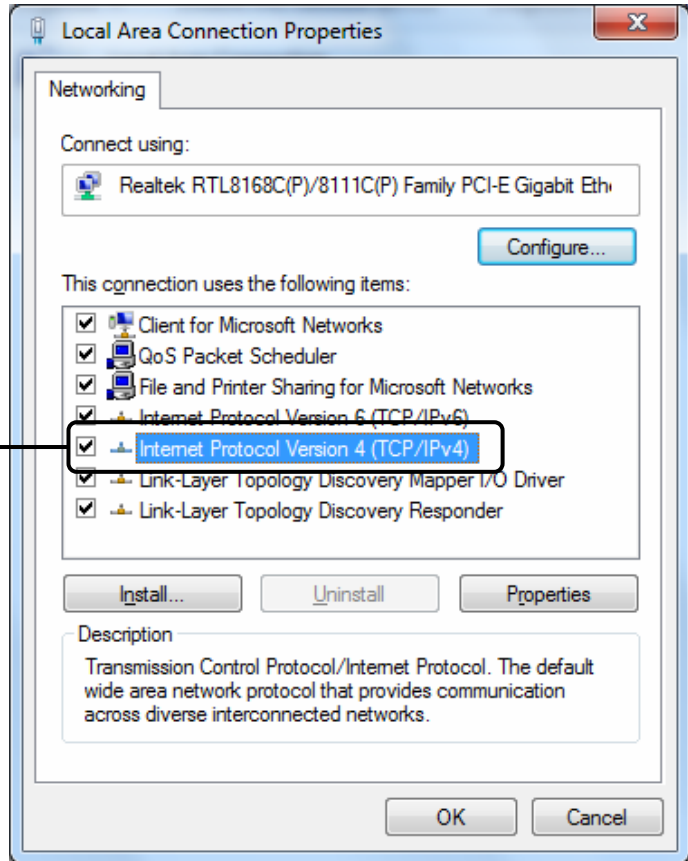 Local Area Connection Properties
Networking
Connect using:
Realtek RTL8168C(P)/8111C(P) Family PCI-E Gigabit Eth
Configure...
This connection uses the following items:
Client for Microsoft Networks
QoS Packet Scheduler
File and Printer Sharing for Microsoft Networks
Internet Protocol Version 6 (TCP/IPv6)
Internet Protocol Version 4 (TCP/IPv4)
Link-Layer Topology Discovery Mapper I/O Driver
Link-Layer Topology Discovery Responder
Install...
Uninstall
Properties
Description
Transmission Control Protocol/Internet Protocol. The default
wide area network protocol that provides communication
across diverse interconnected networks.
OK
Cancel